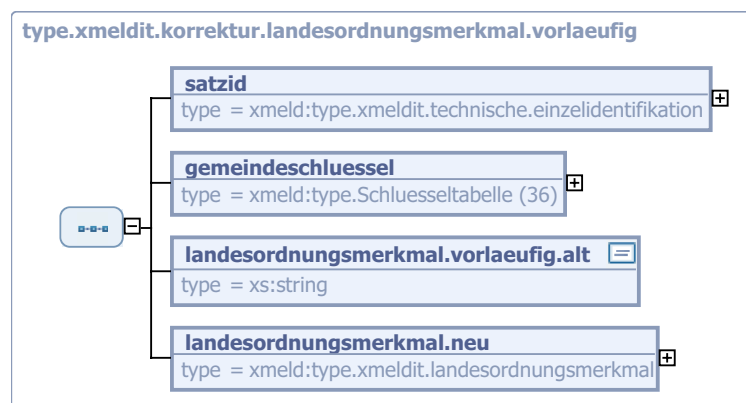 type.xmeldit.korrektur.landesordnungsmerkmal.vorlaeufig
satzid
type = xmeld:type.xmeldit.technische.einzelidentifikation
gemeindeschluessel
type = xmeld:type.Schluesseltabelle (36)
landesordnungsmerkmal.vorlaeufig.alt
type = xs:string
landesordnungsmerkmal.neu
type = xmeld:type.xmeldit.landesordnungsmerkmal